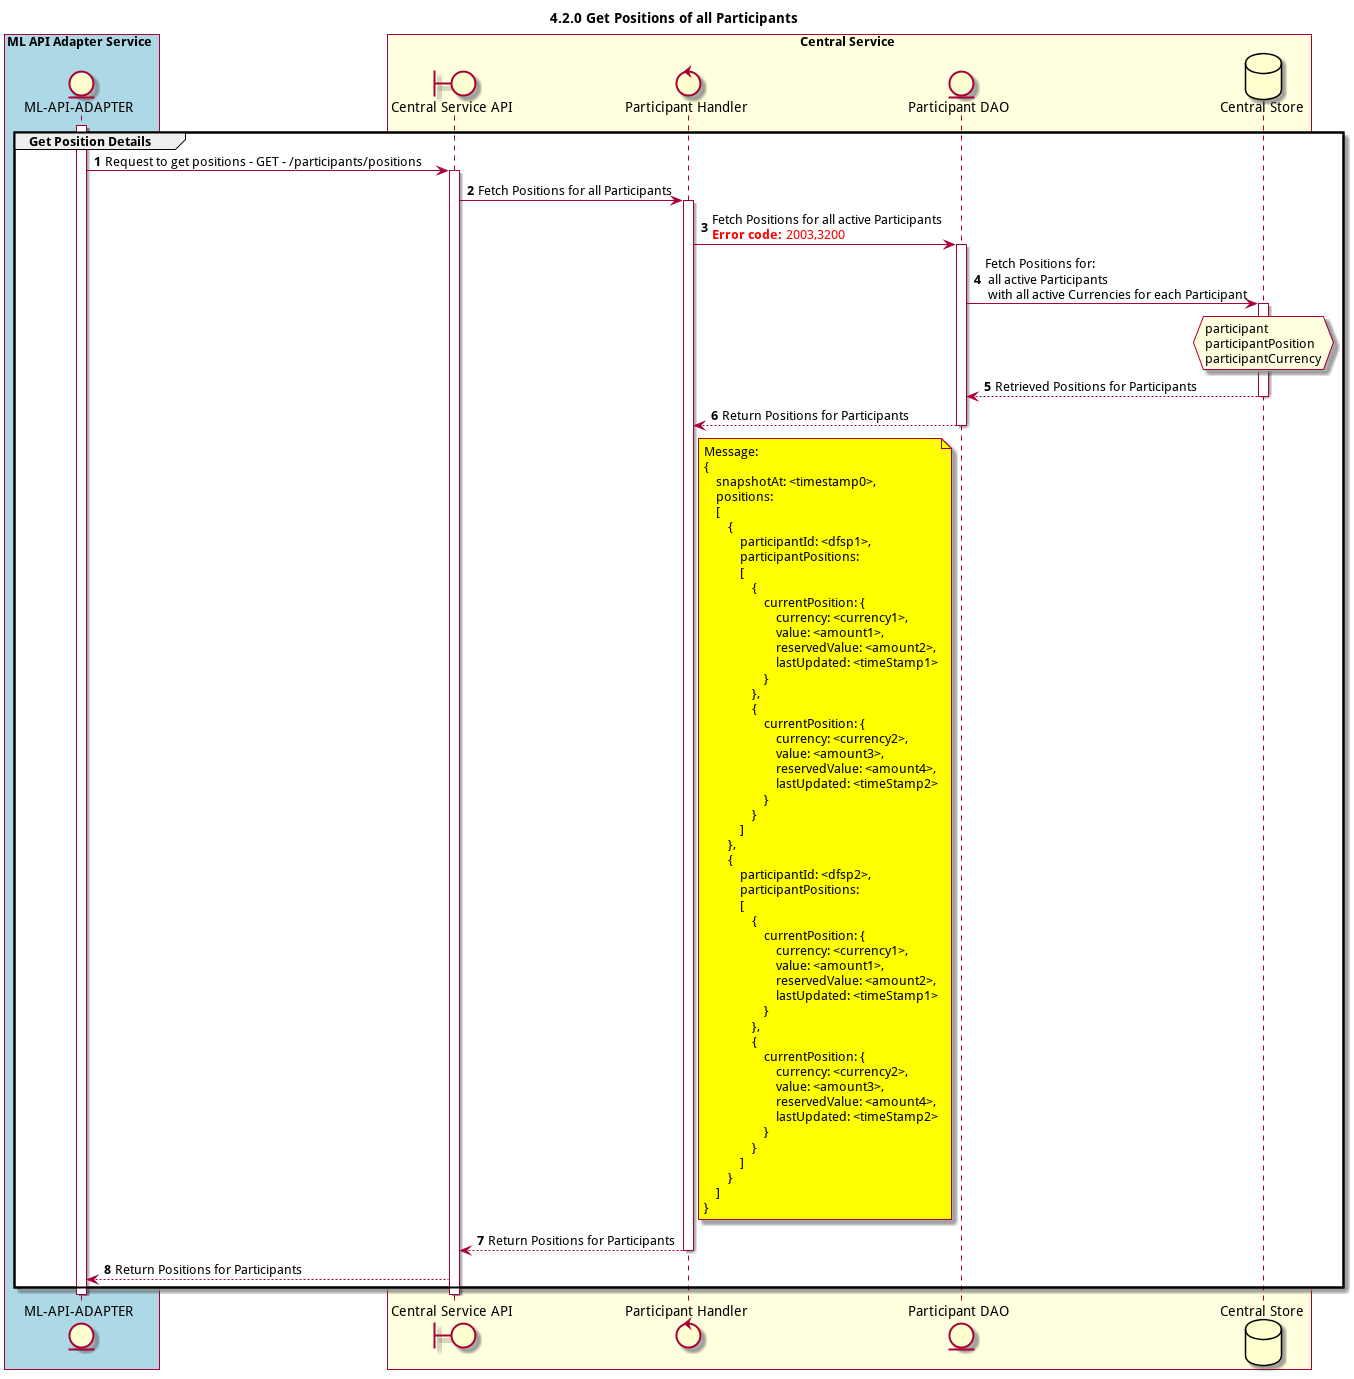 4.2.0 Get Positions of all Participants
ML API Adapter Service
Central Service
ML-API-ADAPTER
Central Service API
Participant Handler
Participant DAO
Central Store
Get Position Details
1 Request to get positions - GET - /participants/positions
2 Fetch Positions for all Participants
3 Fetch Positions for all active Participants
Error code: 2003,3200
4 Fetch Positions for:
all active Participants
with all active Currencies for each Participant
participant
participantPosition
participantCurrency
5 Retrieved Positions for Participants
6 Return Positions for Participants
Message:
{
snapshotAt: <timestamp0>,
positions:
[
{
participantId: <dfsp1>,
participantPositions:
[
{
currentPosition: {
currency: <currency1>,
value: <amount1>,
reservedValue: <amount2>,
lastUpdated: <timeStamp1>
}
},
{
currentPosition: {
currency: <currency2>,
value: <amount3>,
reservedValue: <amount4>,
lastUpdated: <timeStamp2>
}
}
]
},
{
participantId: <dfsp2>,
participantPositions:
[
{
currentPosition: {
currency: <currency1>,
value: <amount1>,
reservedValue: <amount2>,
lastUpdated: <timeStamp1>
}
},
{
currentPosition: {
currency: <currency2>,
value: <amount3>,
reservedValue: <amount4>,
lastUpdated: <timeStamp2>
}
}
]
}
]
}
7 Return Positions for Participants
8 Return Positions for Participants
ML-API-ADAPTER
Central Service API
Participant Handler
Participant DAO
Central Store